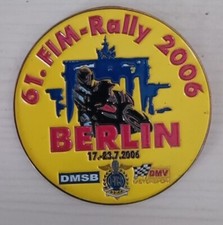 61. FIM-Rally 2006
BERLIN
17.-23.7.2006
DMSB
DMV